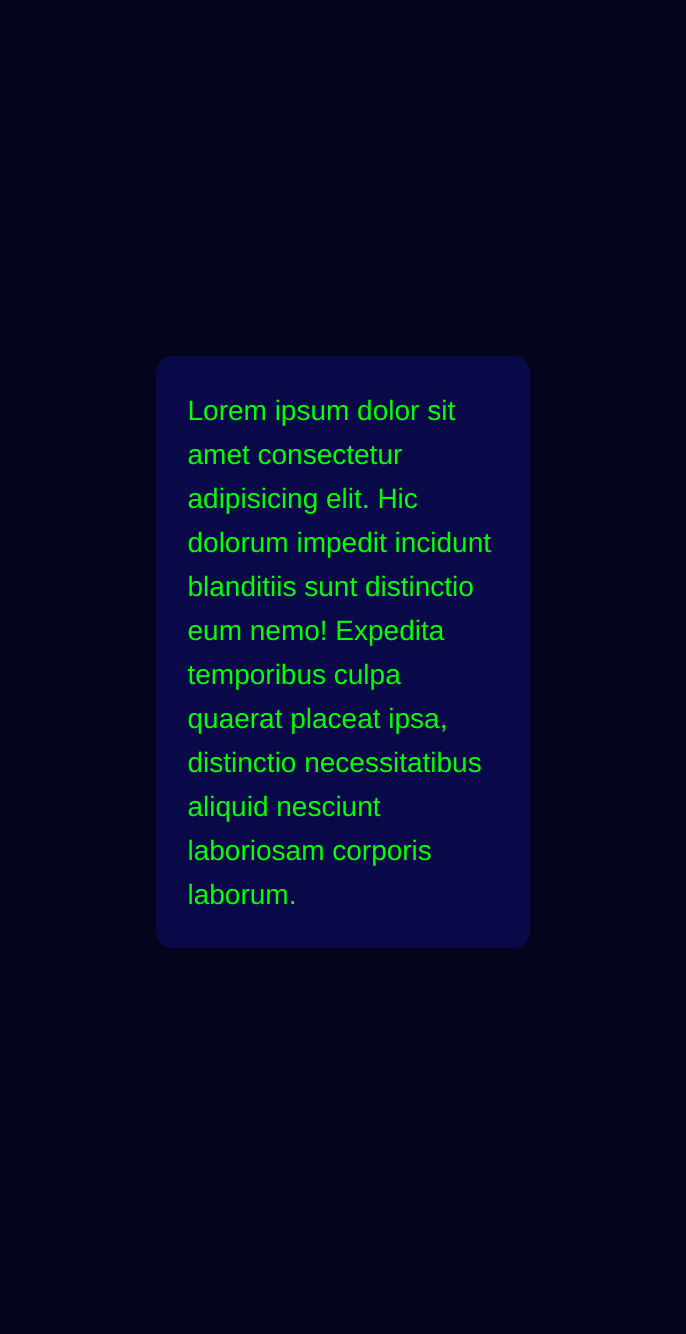 Lorem ipsum dolor sit
amet consectetur
adipisicing elit. Hic
dolorum impedit incidunt
blanditiis sunt distinctio
eum nemo! Expedita
temporibus culpa
quaerat placeat ipsa,
distinctio necessitatibus
aliquid nesciunt
laboriosam corporis
laborum.